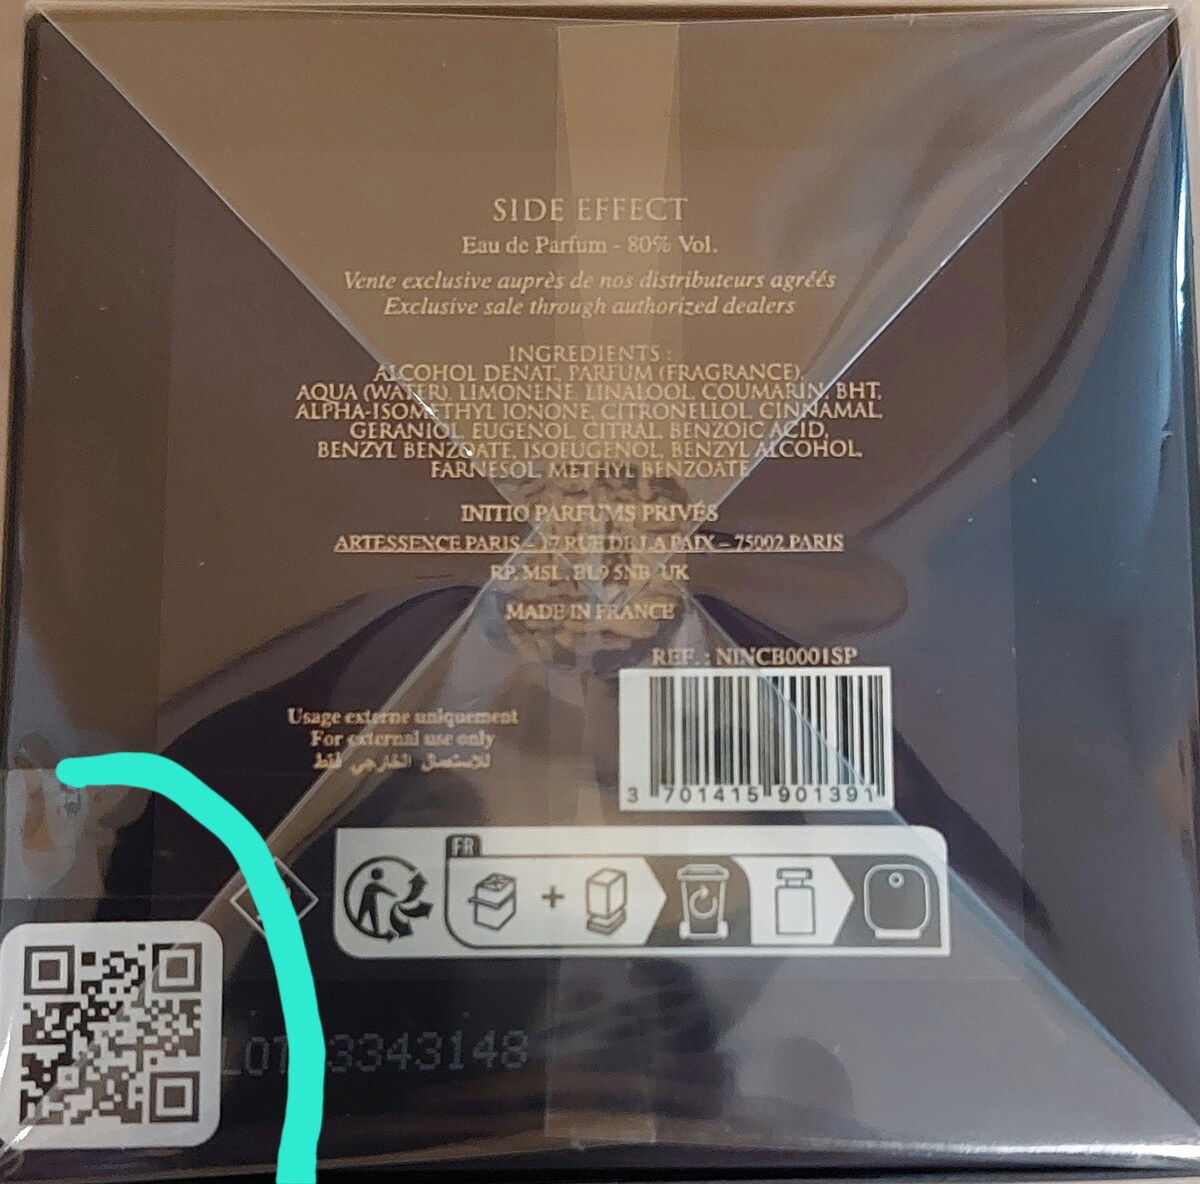 SIDE EFFECT
Eau de Parfum - 80% Vol.
Vente exclusive auprès de nos distributeurs agréés
Exclusive sale through authorized dealers
INGREDIENTS :
ALCOHOL DENAT., PARFUM (FRAGRANCE),
AQUA (WATER), LIMONENE, LINALOOL, COUMARIN, BHT,
ALPHA-ISOMETHYL IONONE, CITRONELLOL, CINNAMAL,
GERANIOL, EUGENOL, CITRAL, BENZOIC ACID,
BENZYL BENZOATE, ISOEUGENOL, BENZYL ALCOHOL,
FARNESOL, METHYL BENZOATE
INITIO PARFUMS PRIVÉS
ARTESSENCE PARIS – 17 RUE DE LA PAIX – 75002 PARIS
RP. MSL, BL9 5NB, UK
MADE IN FRANCE
REF. : NINCB0001SP
3 701415 901391
Usage externe uniquement
For external use only
للاستعمال الخارجي فقط
FR
LOT 3343148